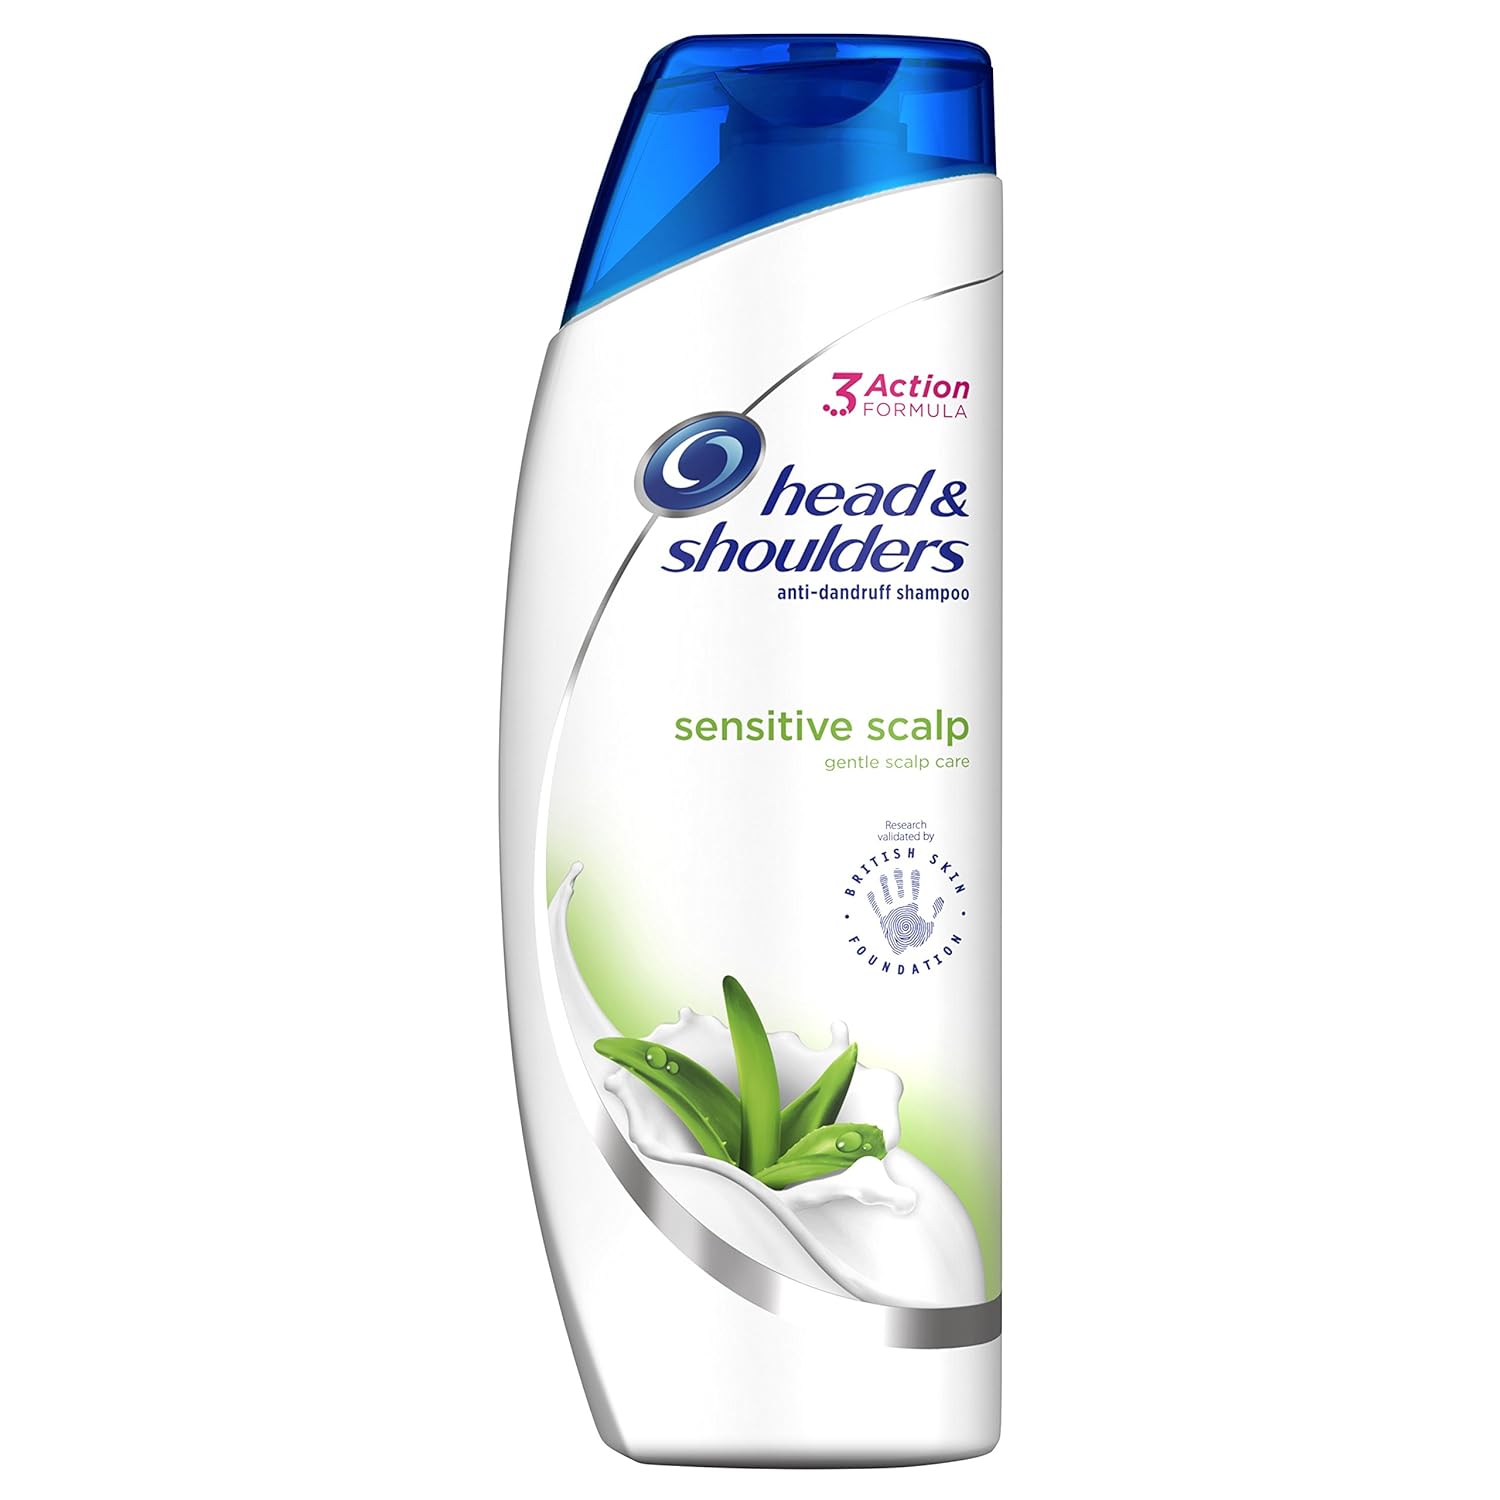 3 Action
FORMULA
head &
shoulders
anti-dandruff shampoo
sensitive scalp
gentle scalp care
Research
validated by
BRITISH SKIN
FOUNDATION